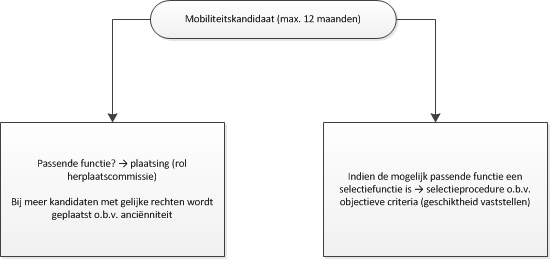 Mobiliteitskandidaat (max. 12 maanden)
Passende functie? → plaatsing (rol
herplaatscommissie)
Bij meer kandidaten met gelijke rechten wordt
geplaatst o.b.v. anciënniteit
Indien de mogelijk passende functie een
selectiefunctie is → selectieprocedure o.b.v.
objectieve criteria (geschiktheid vaststellen)